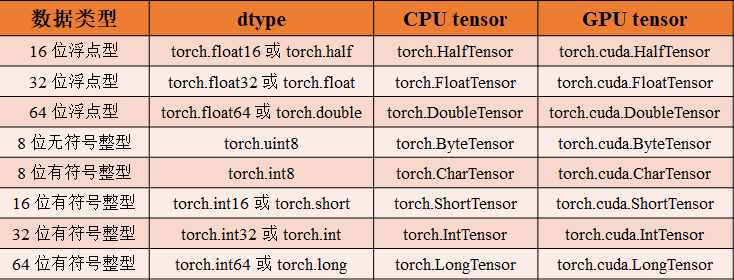 数据类型 dtype CPU tensor GPU tensor
16 位浮点型 torch.float16 或 torch.half torch.HalfTensor torch.cuda.HalfTensor
32 位浮点型 torch.float32 或 torch.float torch.FloatTensor torch.cuda.FloatTensor
64 位浮点型 torch.float64 或 torch.double torch.DoubleTensor torch.cuda.DoubleTensor
8 位无符号整型 torch.uint8 torch.ByteTensor torch.cuda.ByteTensor
8 位有符号整型 torch.int8 torch.CharTensor torch.cuda.CharTensor
16 位有符号整型 torch.int16 或 torch.short torch.ShortTensor torch.cuda.ShortTensor
32 位有符号整型 torch.int32 或 torch.int torch.IntTensor torch.cuda.IntTensor
64 位有符号整型 torch.int64 或 torch.long torch.LongTensor torch.cuda.LongTensor